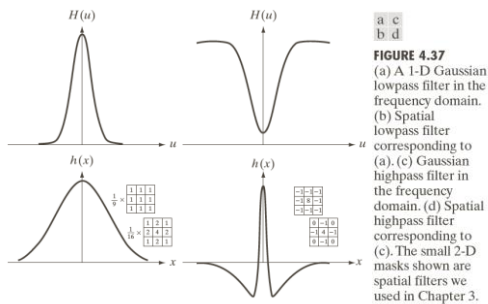 H(u)
u
H(u)
u
h(x)
1/9 ×
1 1 1
1 1 1
1 1 1
1/16 ×
1 2 1
2 4 2
1 2 1
x
h(x)
-1 -1 -1
-1 8 -1
-1 -1 -1
0 -1 0
-1 4 -1
0 -1 0
x
a c
b d
FIGURE 4.37
(a) A 1-D Gaussian
lowpass filter in the
frequency domain.
(b) Spatial
lowpass filter
corresponding to
(a). (c) Gaussian
highpass filter in
the frequency
domain. (d) Spatial
highpass filter
corresponding to
(c). The small 2-D
masks shown are
spatial filters we
used in Chapter 3.